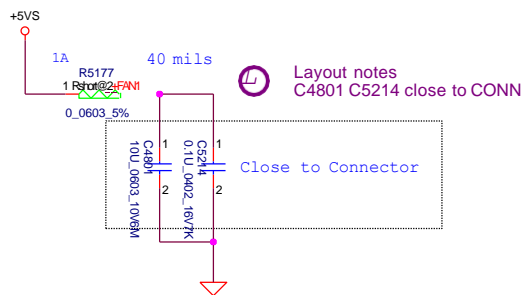 +5VS
1A
40 mils
R5177
1 Rshort@2 +FAN1
0_0603_5%
L
Layout notes
C4801 C5214 close to CONN
1
C4801
10U_0603_10V6M
2
1
C5214
0.1U_0402_16V7K
2
Close to Connector